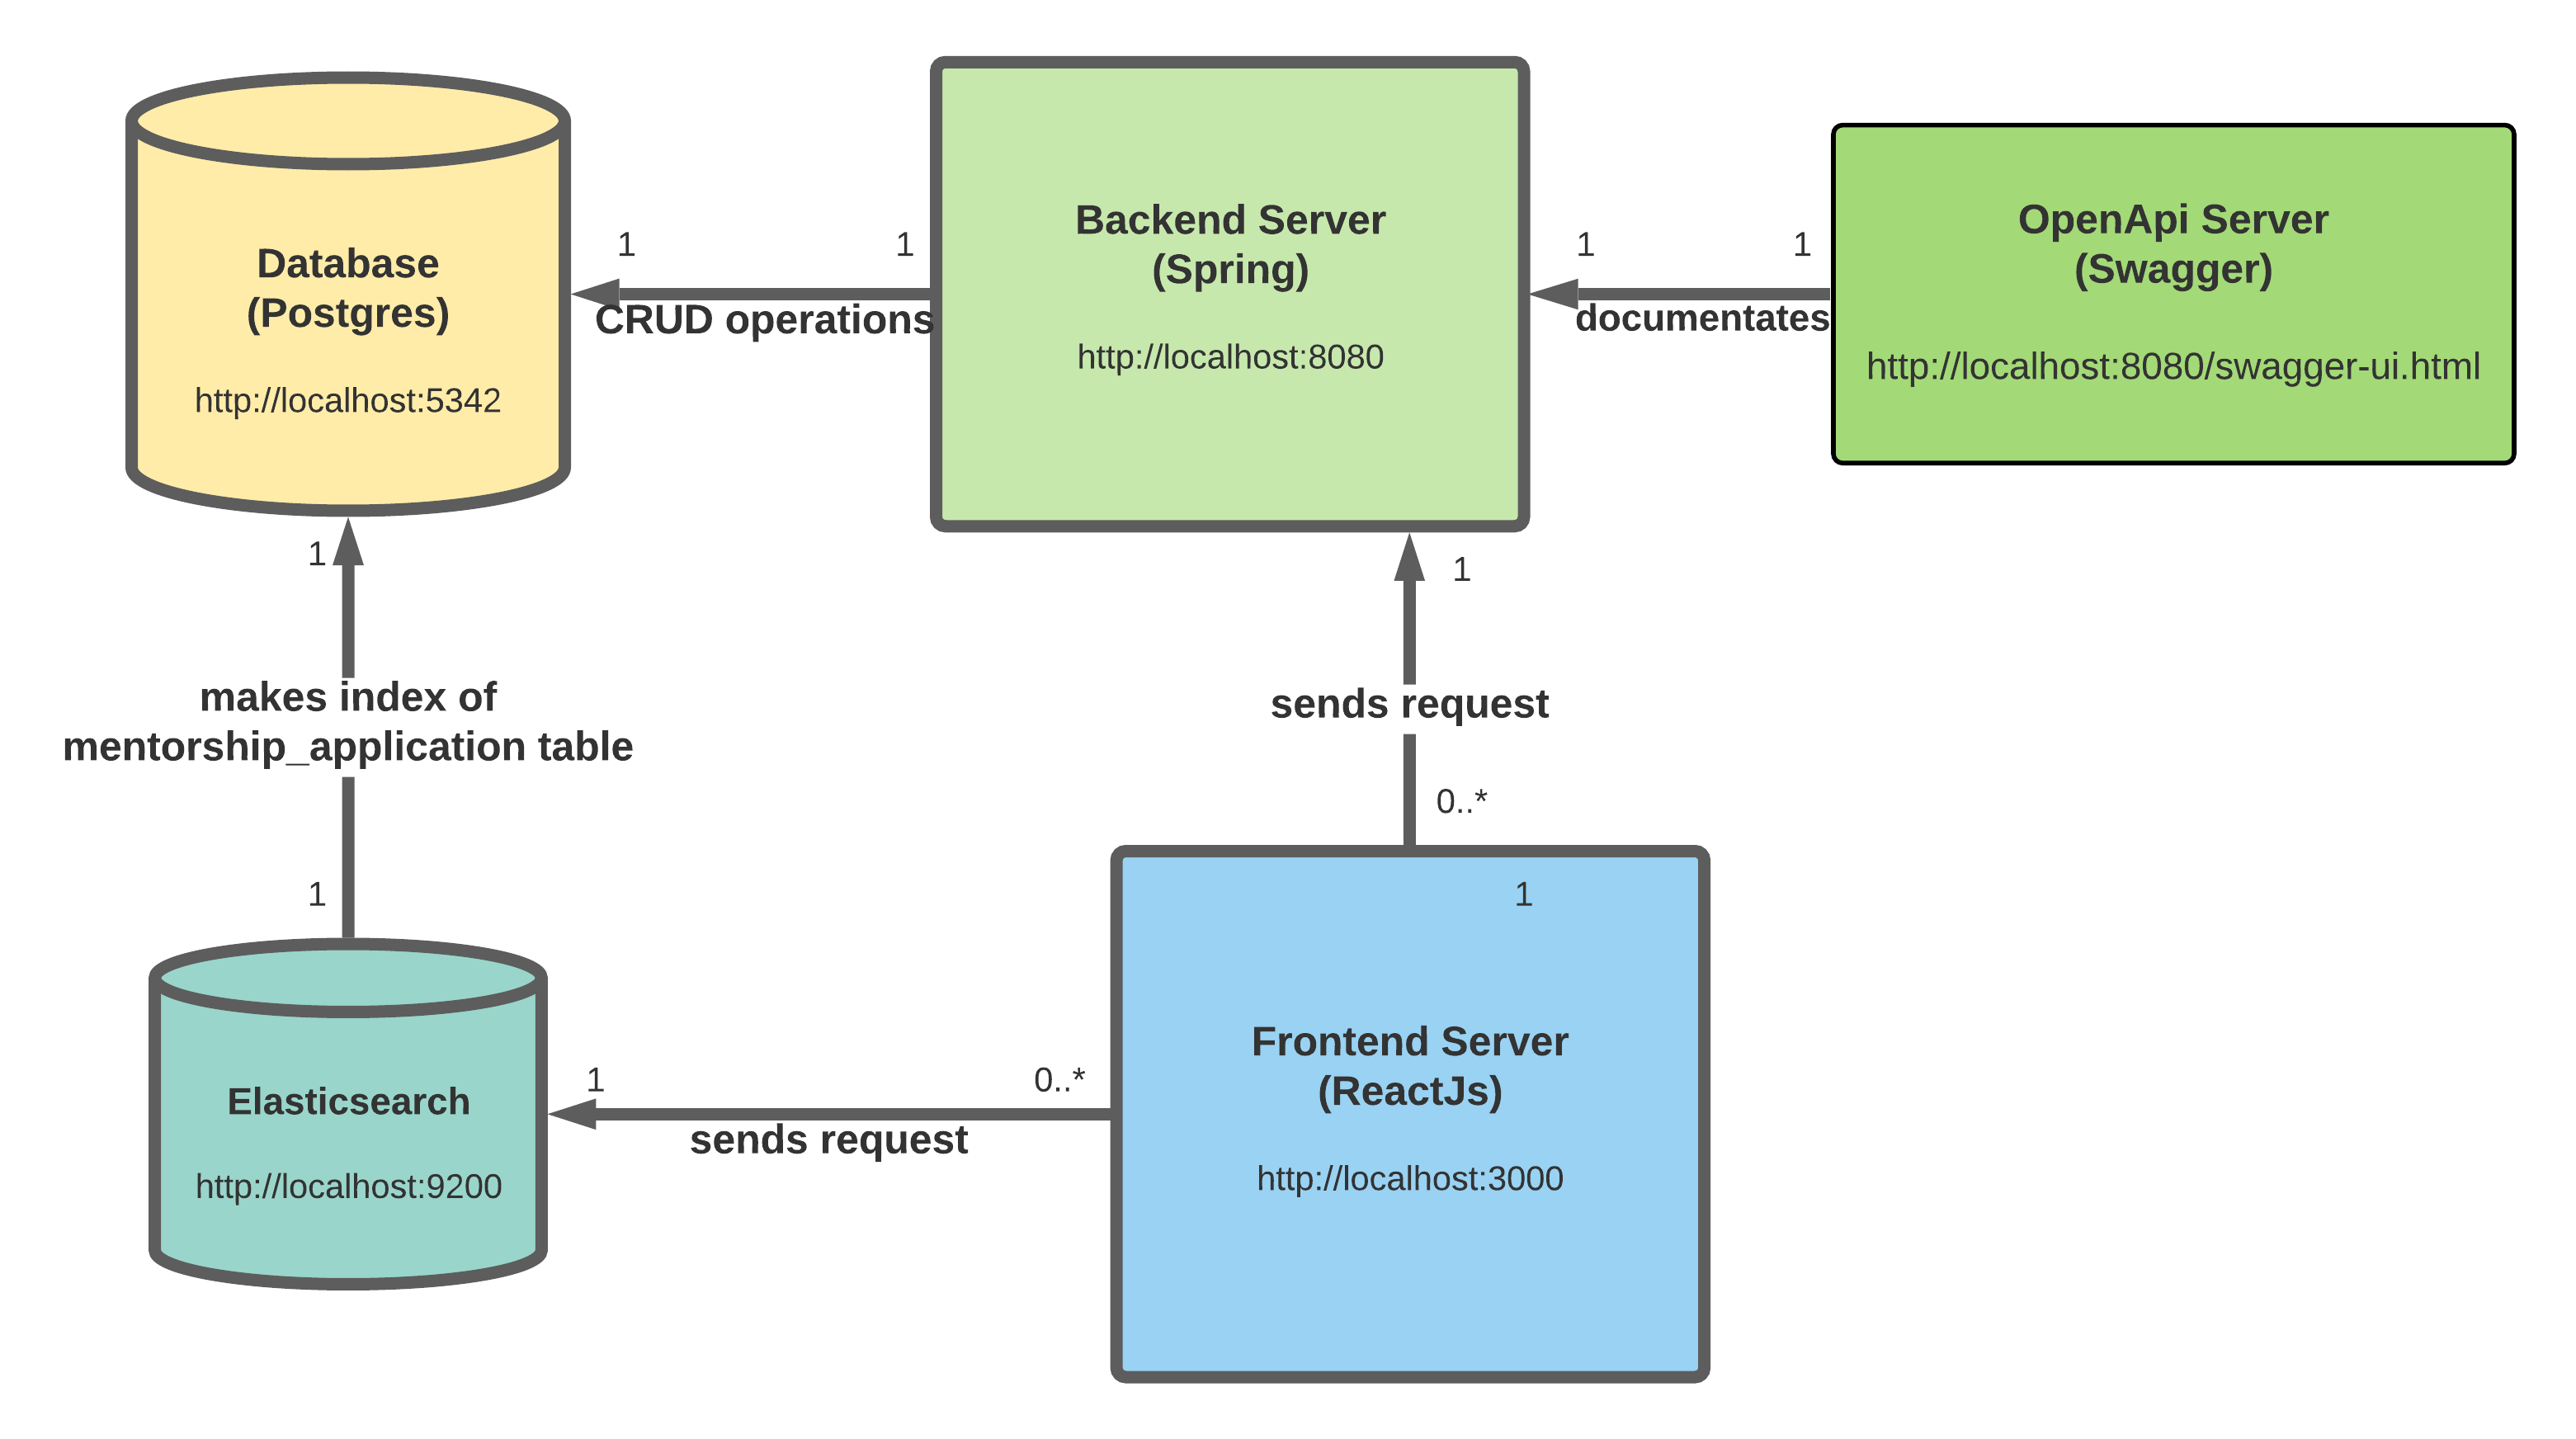 Database
(Postgres)
http://localhost:5342
1
1
CRUD operations
Backend Server
(Spring)
http://localhost:8080
1
1
documentates
OpenApi Server
(Swagger)
http://localhost:8080/swagger-ui.html
1
makes index of
mentorship_application table
1
1
sends request
0..*
Elasticsearch
http://localhost:9200
1
0..*
sends request
1
Frontend Server
(ReactJs)
http://localhost:3000